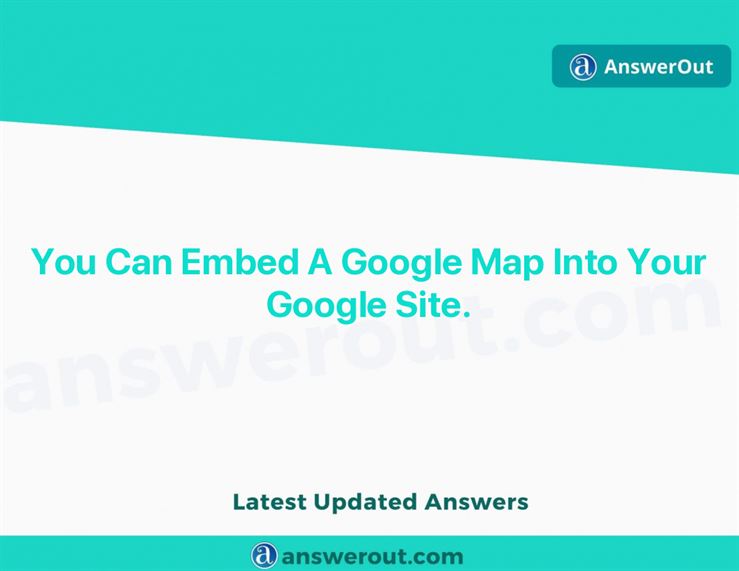 AnswerOut
You Can Embed A Google Map Into Your
Google Site.
answerout.com
Latest Updated Answers
answerout.com